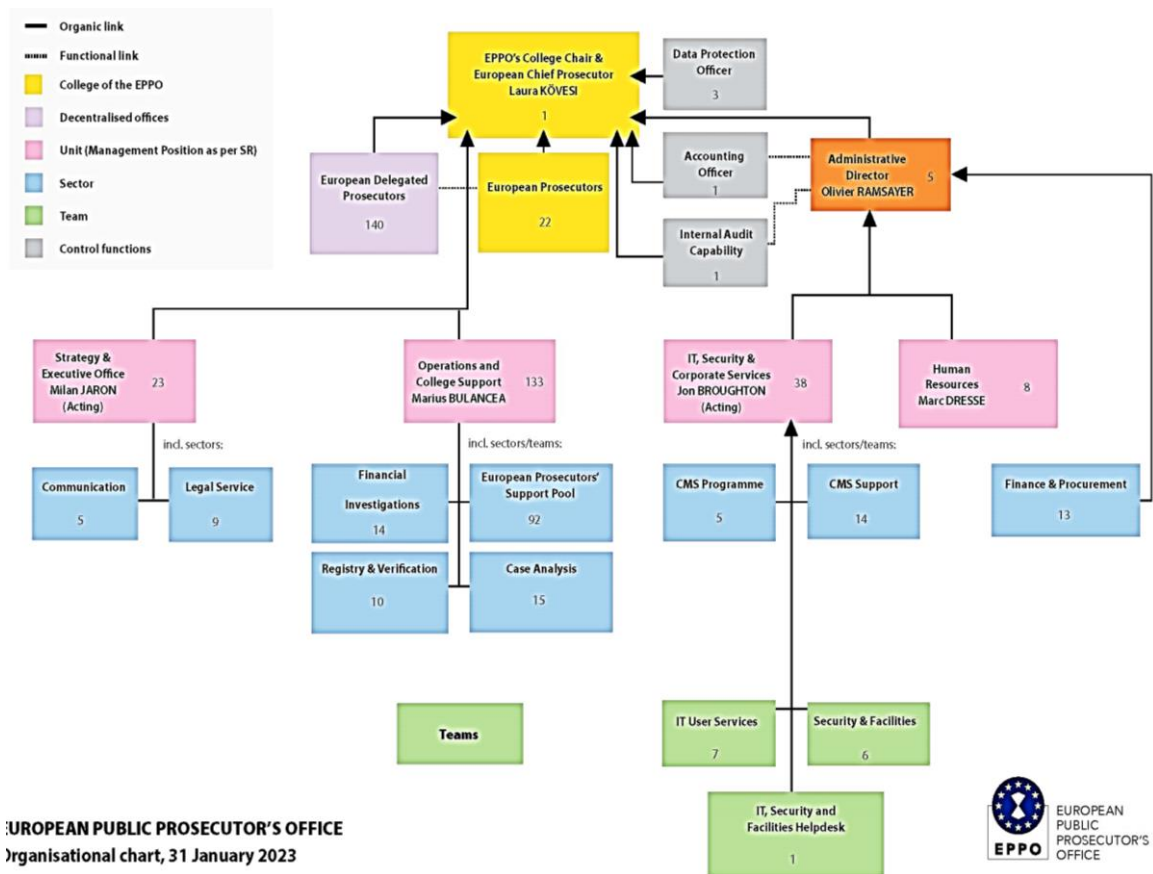 Organic link
Functional link
College of the EPPO
Decentralised offices
Unit (Management Position as per SR)
Sector
Team
Control functions
EPPO's College Chair &
European Chief Prosecutor
Laura KÖVESI
1
Data Protection
Officer
3
European Delegated
Prosecutors
140
European Prosecutors
22
Accounting
Officer
1
Internal Audit
Capability
1
Administrative
Director
Olivier RAMSAYER
5
Strategy &
Executive Office
Milan JARON
(Acting)
23
Operations and
College Support
Marius BULANCEA
133
IT, Security &
Corporate Services
Jon BROUGHTON
(Acting)
38
Human
Resources
Marc DRESSE
8
incl. sectors:
Communication
5
Legal Service
9
incl. sectors/teams:
Financial
Investigations
14
European Prosecutors'
Support Pool
92
Registry & Verification
10
Case Analysis
15
incl. sectors/teams:
CMS Programme
5
CMS Support
14
Finance & Procurement
13
Teams
IT User Services
7
Security & Facilities
6
IT, Security and
Facilities Helpdesk
1
EUROPEAN PUBLIC PROSECUTOR'S OFFICE
Organisational chart, 31 January 2023
EPPO
EUROPEAN
PUBLIC
PROSECUTOR'S
OFFICE